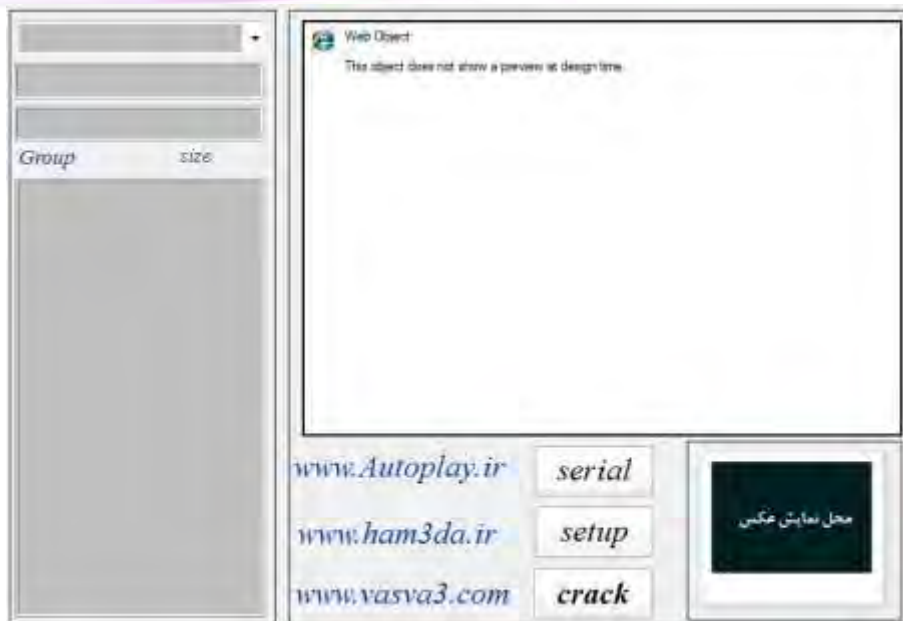 Group size
Web Object
This object does not show a preview at design time.
www.Autoplay.ir serial
www.ham3da.ir setup
www.vasva3.com crack
محل نمایش عکس